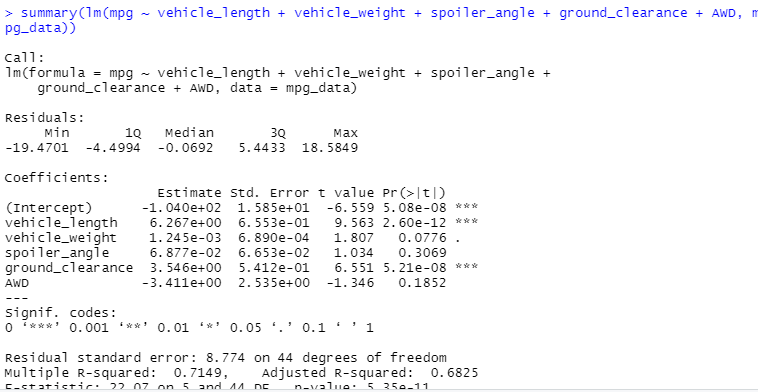 > summary(lm(mpg ~ vehicle_length + vehicle_weight + spoiler_angle + ground_clearance + AWD, m
pg_data))
Call:
lm(formula = mpg ~ vehicle_length + vehicle_weight + spoiler_angle +
    ground_clearance + AWD, data = mpg_data)
Residuals:
     Min       1Q   Median       3Q      Max
-19.4701  -4.4994  -0.0692   5.4433  18.5849
Coefficients:
                   Estimate Std. Error t value Pr(>|t|)
(Intercept)      -1.040e+02  1.585e+01  -6.559 5.08e-08 ***
vehicle_length    6.267e+00  6.553e-01   9.563 2.60e-12 ***
vehicle_weight    1.245e-03  6.890e-04   1.807   0.0776 .
spoiler_angle     6.877e-02  6.653e-02   1.034   0.3069
ground_clearance  3.546e+00  5.412e-01   6.551 5.21e-08 ***
AWD              -3.411e+00  2.535e+00  -1.346   0.1852
---
Signif. codes:
0 ‘***’ 0.001 ‘**’ 0.01 ‘*’ 0.05 ‘.’ 0.1 ‘ ’ 1
Residual standard error: 8.774 on 44 degrees of freedom
Multiple R-squared:  0.7149,    Adjusted R-squared:  0.6825
F-statistic: 22.07 on 5 and 44 DF,  p-value: 5.35e-11